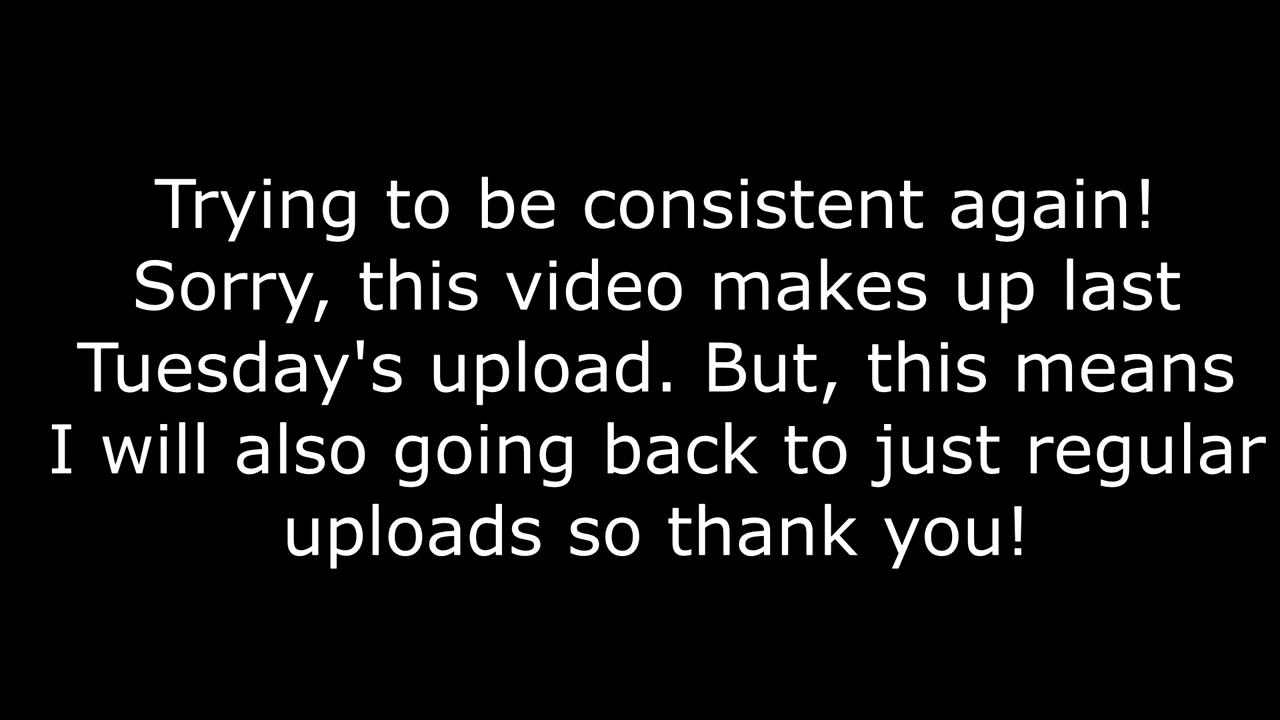 Trying to be consistent again!
Sorry, this video makes up last
Tuesday's upload. But, this means
I will also going back to just regular
uploads so thank you!